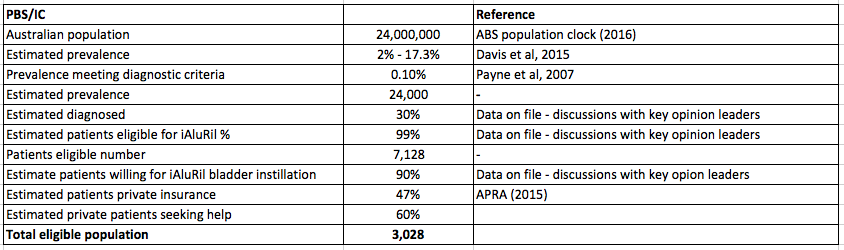 PBS/IC Reference
Australian population 24,000,000 ABS population clock (2016)
Estimated prevalence 2% - 17.3% Davis et al, 2015
Prevalence meeting diagnostic criteria 0.10% Payne et al, 2007
Estimated prevalence 24,000 -
Estimated diagnosed 30% Data on file - discussions with key opinion leaders
Estimated patients eligible for iAluRil % 99% Data on file - discussions with key opinion leaders
Patients eligible number 7,128 -
Estimate patients willing for iAluRil bladder instillation 90% Data on file - discussions with key opion leaders
Estimated patients private insurance 47% APRA (2015)
Estimated private patients seeking help 60%
Total eligible population 3,028